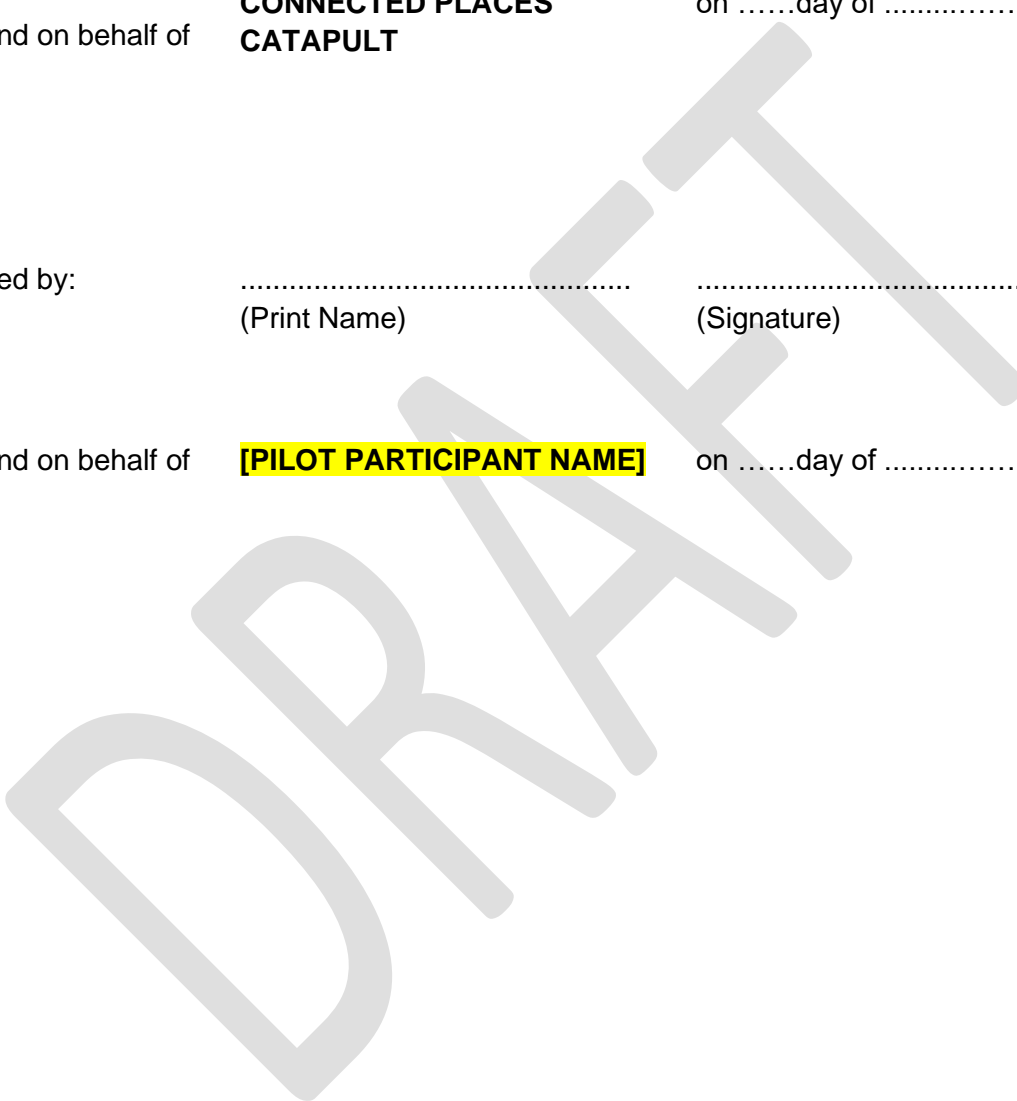 CONNECTED PLACES on ……day of .........……
nd on behalf of CATAPULT
ed by: ............................................... ......................................
(Print Name) (Signature)
nd on behalf of [PILOT PARTICIPANT NAME] on ……day of .........……
DRAFT